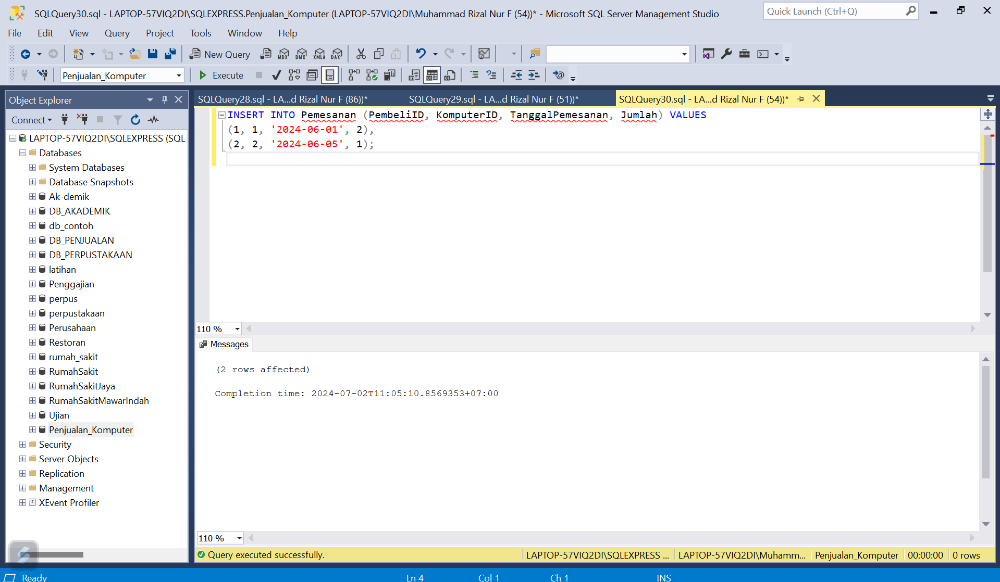 SQLQuery30.sql - LAPTOP-57VIQ2DI\SQLEXPRESS.Penjualan_Komputer (LAPTOP-57VIQ2DI\Muhammad Rizal Nur F (54))* - Microsoft SQL Server Management Studio
Quick Launch (Ctrl+Q)
File Edit View Query Project Tools Window Help
New Query MDX DMX XMLA DAX
Penjualan_Komputer Execute
Object Explorer
SQLQuery28.sql - LA...d Rizal Nur F (86))* SQLQuery29.sql - LA...d Rizal Nur F (51))* SQLQuery30.sql - LA...d Rizal Nur F (54))*
Connect
LAPTOP-57VIQ2DI\SQLEXPRESS (SQL
Databases
System Databases
Database Snapshots
Ak-demik
DB_AKADEMIK
db_contoh
DB_PENJUALAN
DB_PERPUSTAKAAN
latihan
Penggajian
perpus
perpustakaan
Perusahaan
Restoran
rumah_sakit
RumahSakit
RumahSakitJaya
RumahSakitMawarIndah
Ujian
Penjualan_Komputer
Security
Server Objects
Replication
Management
XEvent Profiler
INSERT INTO Pemesanan (PembeliID, KomputerID, TanggalPemesanan, Jumlah) VALUES
(1, 1, '2024-06-01', 2),
(2, 2, '2024-06-05', 1);
110 %
Messages
(2 rows affected)
Completion time: 2024-07-02T11:05:10.8569353+07:00
110 %
Query executed successfully. LAPTOP-57VIQ2DI\SQLEXPRESS ... LAPTOP-57VIQ2DI\Muhamm... Penjualan_Komputer 00:00:00 0 rows
Ready Ln 4 Col 1 Ch 1 INS